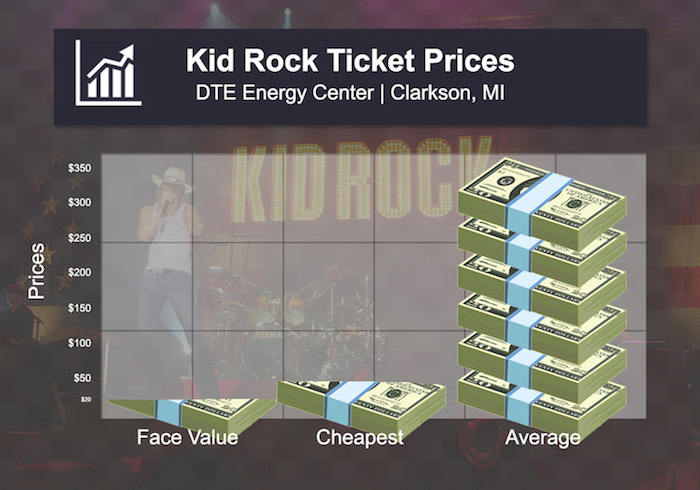 Kid Rock Ticket Prices
DTE Energy Center | Clarkson, MI
KID ROCK
Prices
$350
$300
$250
$200
$150
$100
$50
$20
Face Value
Cheapest
Average